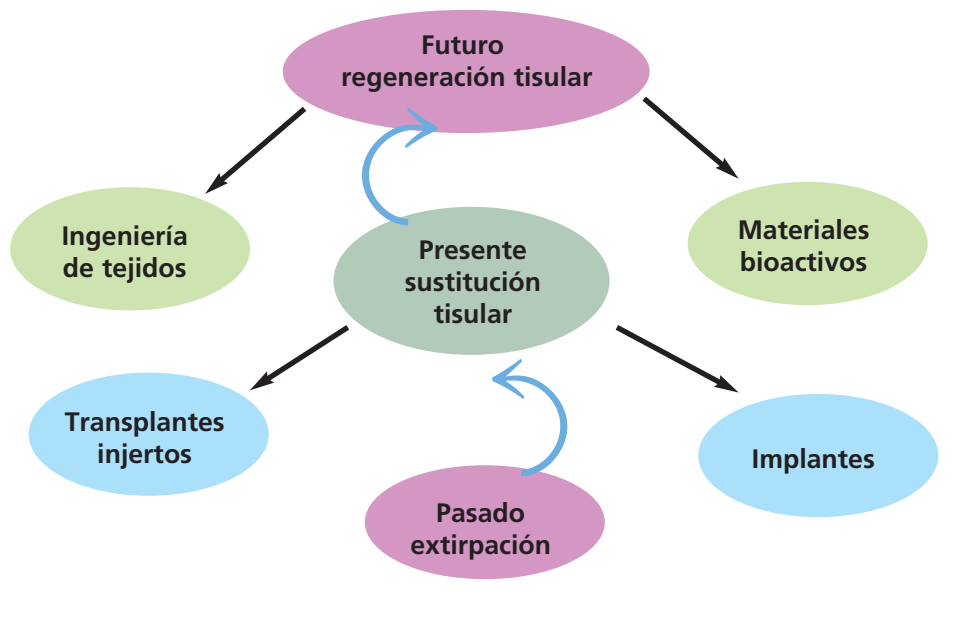 Futuro
regeneración tisular
Ingeniería
de tejidos
Materiales
bioactivos
Presente
sustitución
tisular
Transplantes
injertos
Implantes
Pasado
extirpación